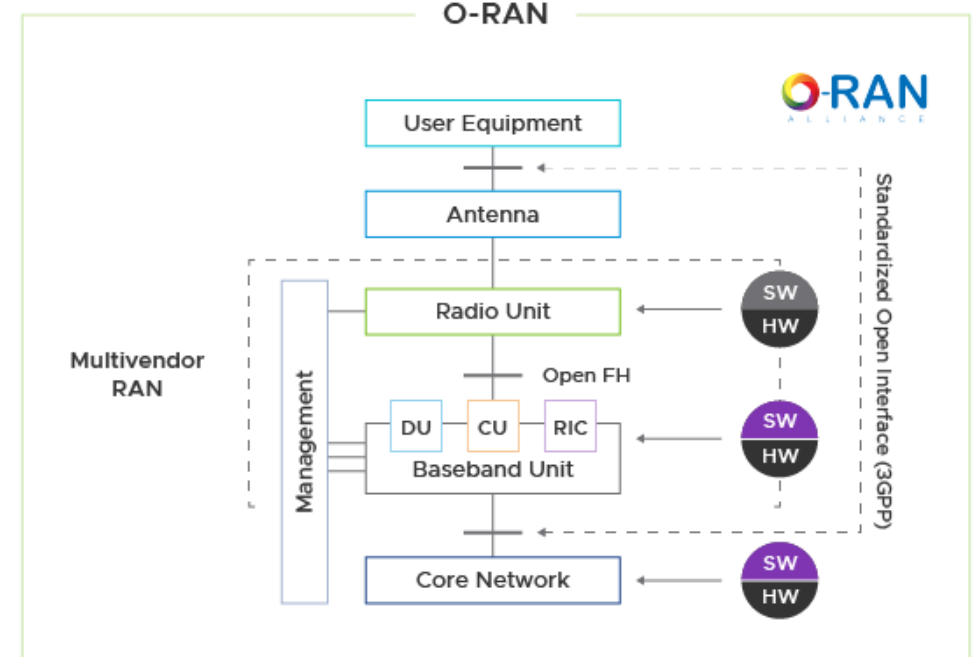 O-RAN
O-RAN
ALLIANCE
User Equipment
Antenna
Standardized Open Interface (3GPP)
Radio Unit
SW
HW
Multivendor
RAN
Management
Open FH
DU
CU
RIC
Baseband Unit
SW
HW
Core Network
SW
HW